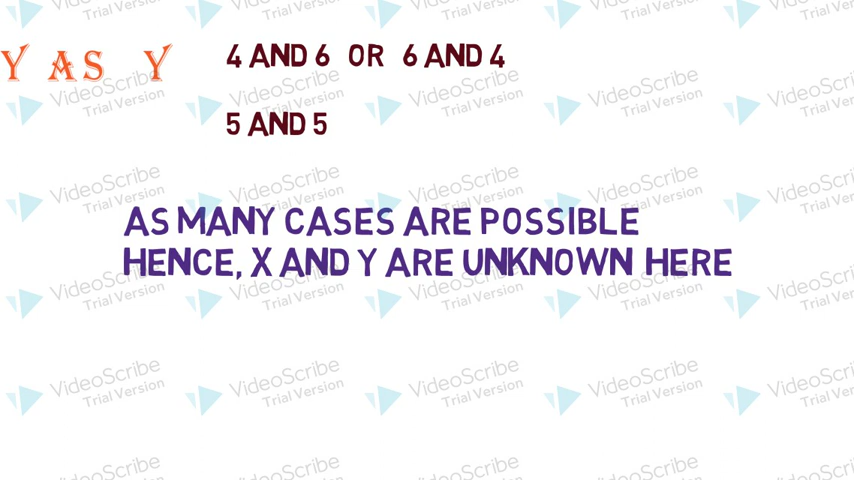 Y AS Y
4 AND 6 OR 6 AND 4
5 AND 5
AS MANY CASES ARE POSSIBLE
HENCE, X AND Y ARE UNKNOWN HERE
VideoScribe
Trial Version